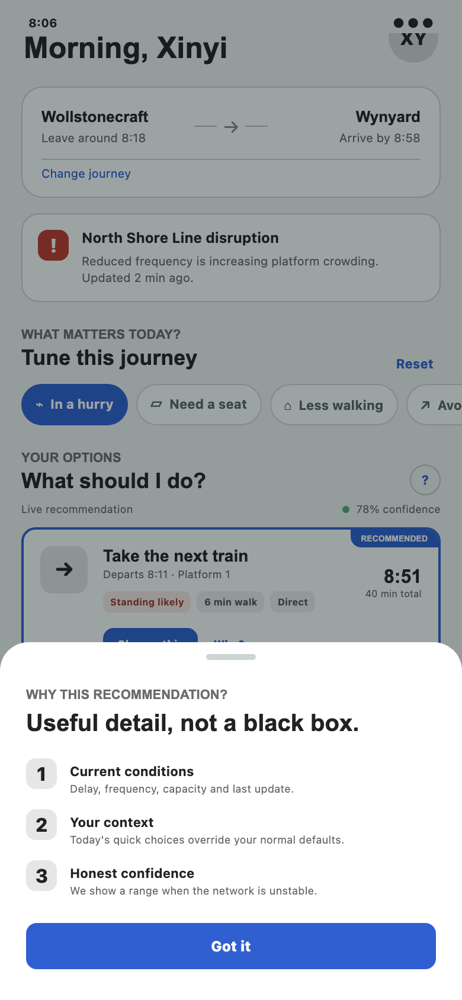 8:06
Morning, Xinyi
XY
Wollstonecraft
Wynyard
Leave around 8:18
Arrive by 8:58
Change journey
!
North Shore Line disruption
Reduced frequency is increasing platform crowding.
Updated 2 min ago.
WHAT MATTERS TODAY?
Tune this journey
Reset
In a hurry
Need a seat
Less walking
Avo
YOUR OPTIONS
What should I do?
?
Live recommendation
78% confidence
RECOMMENDED
Take the next train
Departs 8:11 · Platform 1
8:51
40 min total
Standing likely
6 min walk
Direct
WHY THIS RECOMMENDATION?
Useful detail, not a black box.
1
Current conditions
Delay, frequency, capacity and last update.
2
Your context
Today's quick choices override your normal defaults.
3
Honest confidence
We show a range when the network is unstable.
Got it